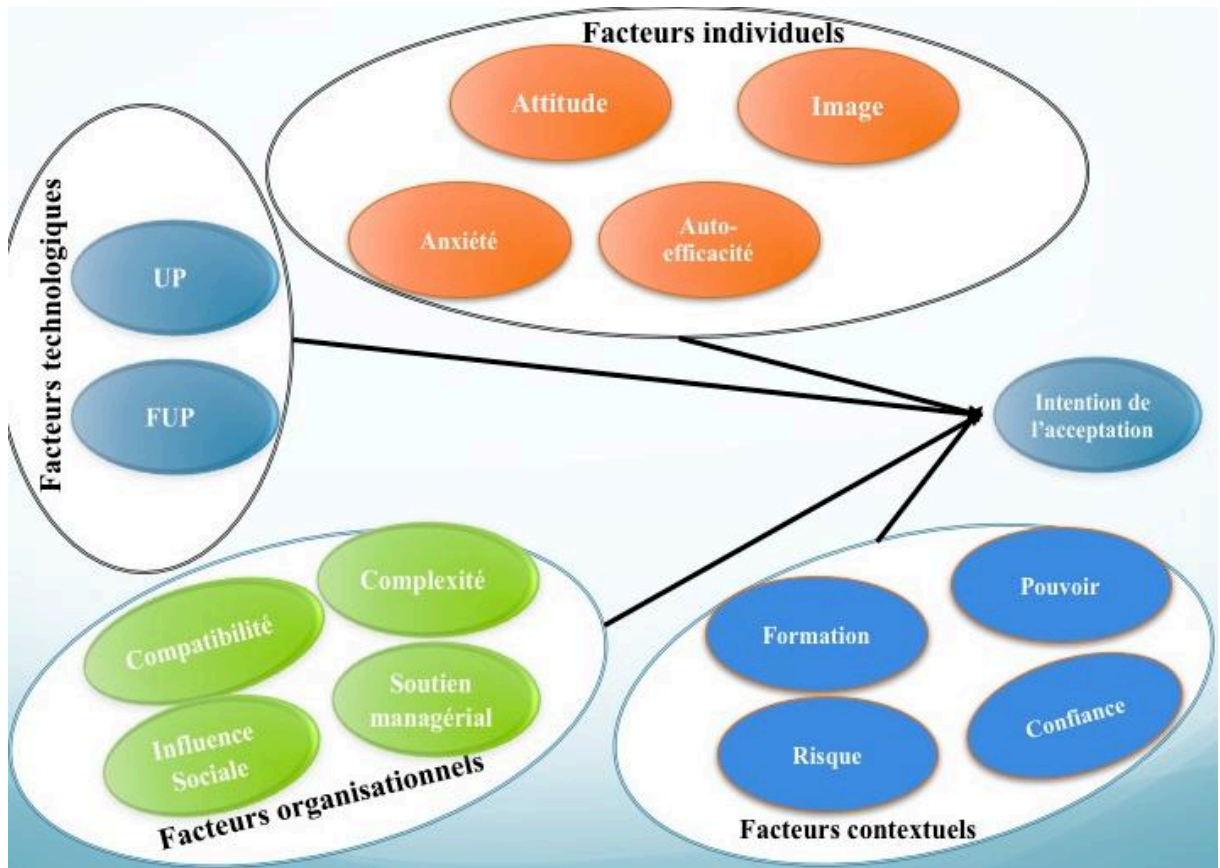 Facteurs individuels
Attitude
Image
Anxiété
Auto-
efficacité
Facteurs technologiques
UP
FUP
Intention de
l’acceptation
Complexité
Compatibilité
Soutien
managérial
Influence
Sociale
Facteurs organisationnels
Pouvoir
Formation
Confiance
Risque
Facteurs contextuels